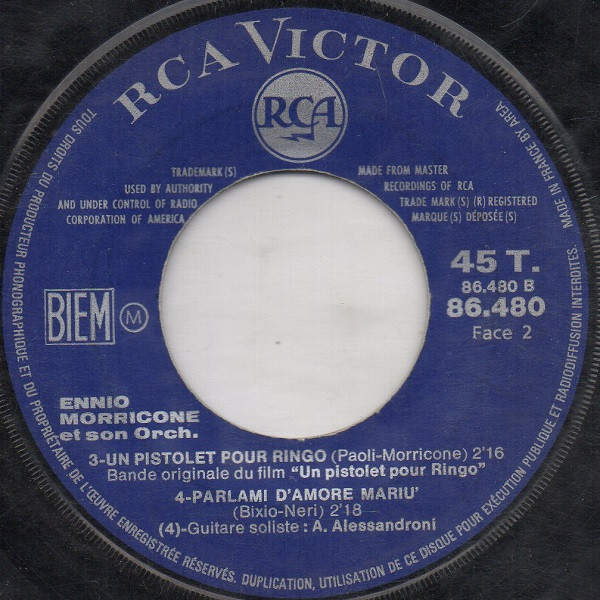 RCA VICTOR
RCA
TRADEMARK (S)
USED BY AUTHORITY
AND UNDER CONTROL OF RADIO
CORPORATION OF AMERICA
MADE FROM MASTER
RECORDINGS OF RCA
TRADE MARK (S) (R) REGISTERED
MARQUE (S) DÉPOSÉE (S)
45 T.
86.480 B
86.480
Face 2
BIEM M
ENNIO
MORRICONE
et son Orch.
3-UN PISTOLET POUR RINGO (Paoli-Morricone) 2'16
Bande originale du film "Un pistolet pour Ringo"
4-PARLAMI D'AMORE MARIU'
(Bixio-Neri) 2'18
(4)-Guitare soliste : A. Alessandroni
TOUS DROITS DU PRODUCTEUR PHONOGRAPHIQUE ET DU PROPRIÉTAIRE DE L'ŒUVRE ENREGISTRÉE RÉSERVÉS. DUPLICATION, UTILISATION DE CE DISQUE POUR EXÉCUTION PUBLIQUE ET RADIODIFFUSION INTERDITES. MADE IN FRANCE BY AREA